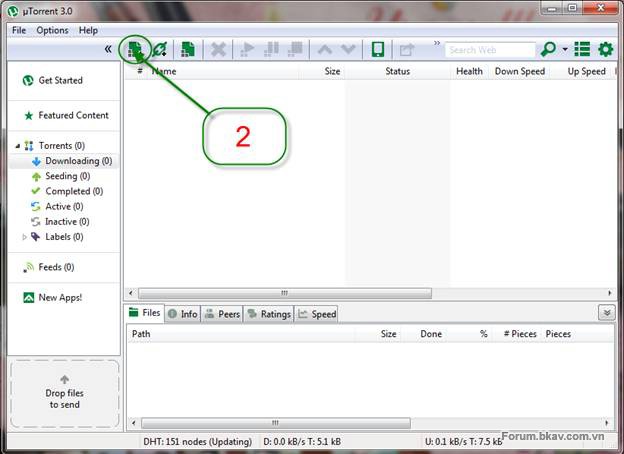 µTorrent 3.0
File Options Help
«
»
Search Web
Get Started
Featured Content
Torrents (0)
Downloading (0)
Seeding (0)
Completed (0)
Active (0)
Inactive (0)
Labels (0)
Feeds (0)
New Apps!
Drop files
to send
# Name Size Status Health Down Speed Up Speed
2
Files Info Peers Ratings Speed
Path Size Done % # Pieces Pieces
DHT: 151 nodes (Updating) D: 0.0 kB/s T: 5.1 kB U: 0.1 kB/s T: 7.5 kB
Forum.bkav.com.vn